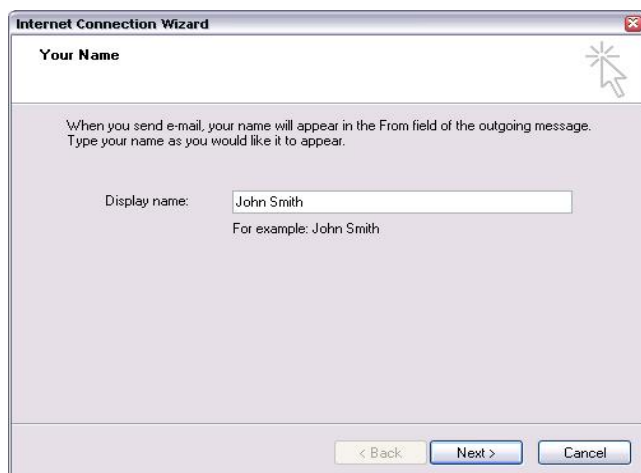 Internet Connection Wizard
Your Name
When you send e-mail, your name will appear in the From field of the outgoing message.
Type your name as you would like it to appear.
Display name: John Smith
For example: John Smith
< Back Next > Cancel